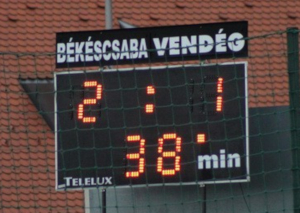 BÉKÉSCSABA VENDÉG
2 : 1
38 min
TELELUX